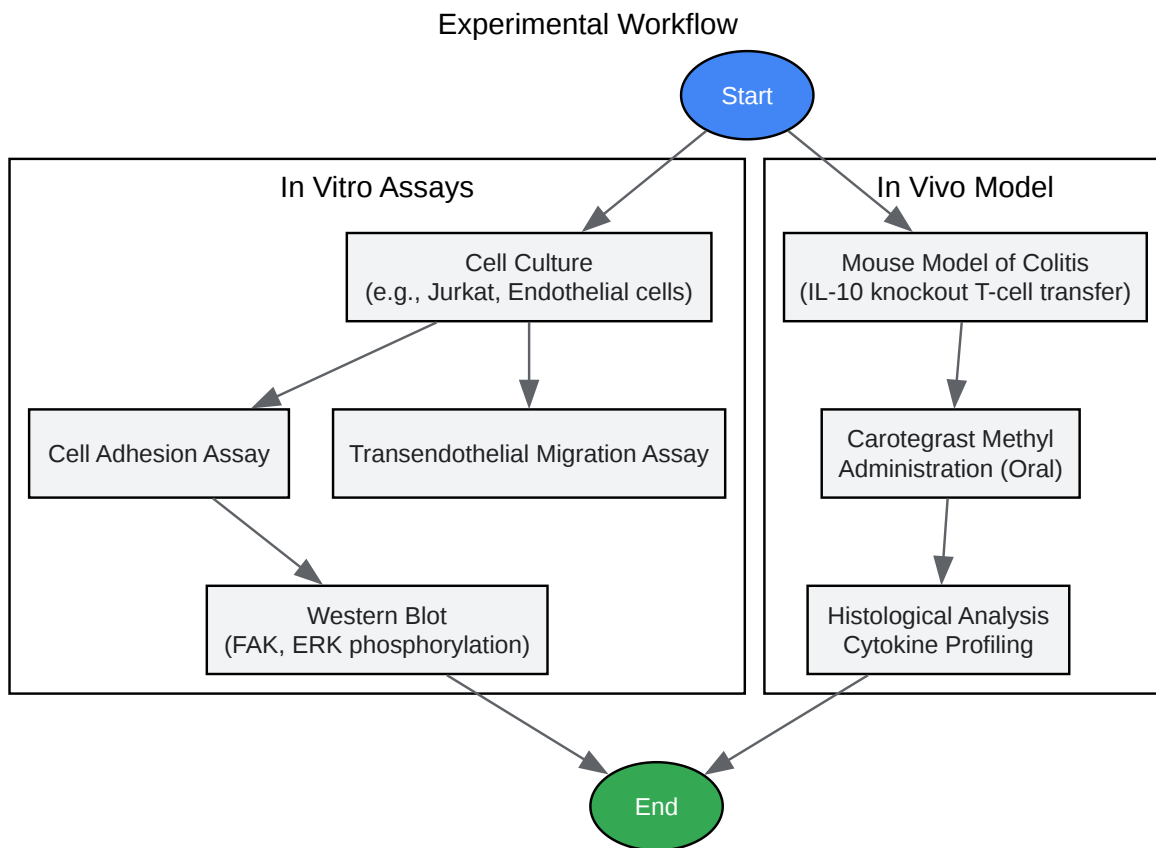 Experimental Workflow
Start
In Vitro Assays
Cell Culture
(e.g., Jurkat, Endothelial cells)
Cell Adhesion Assay
Transendothelial Migration Assay
Western Blot
(FAK, ERK phosphorylation)
In Vivo Model
Mouse Model of Colitis
(IL-10 knockout T-cell transfer)
Carotegrast Methyl
Administration (Oral)
Histological Analysis
Cytokine Profiling
End